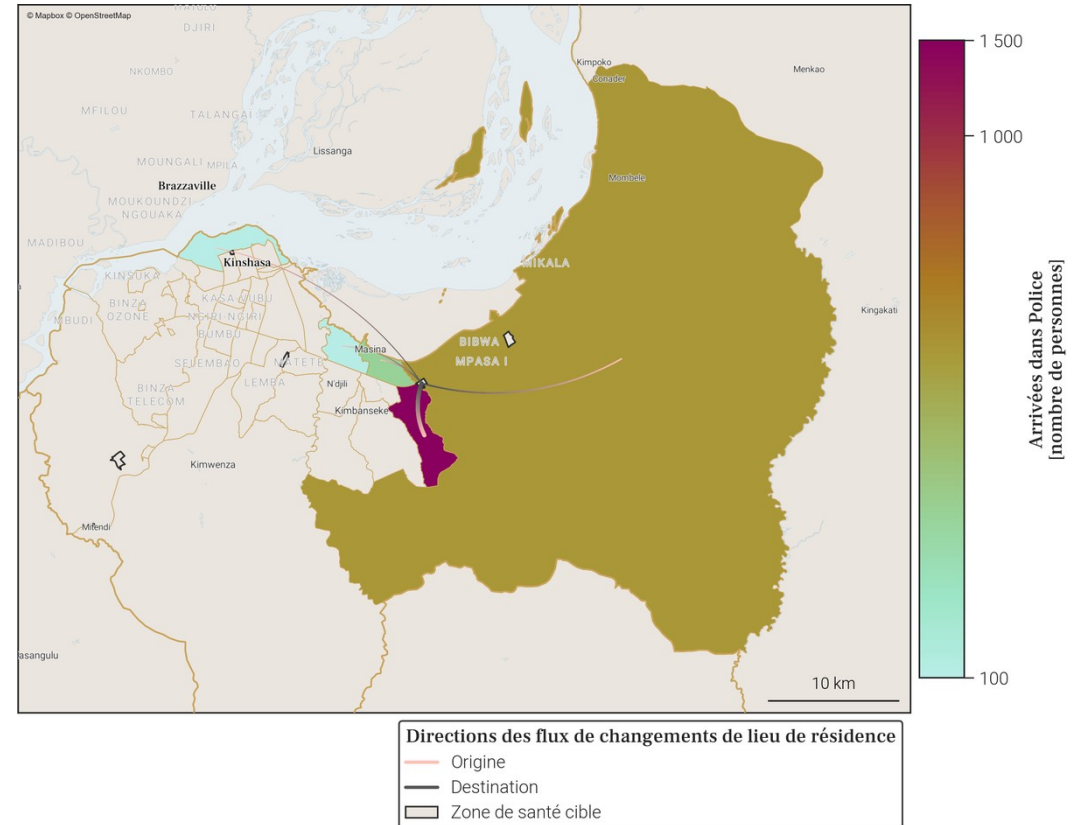 © Mapbox © OpenStreetMap
DJIRI
NKOMBO
MFILOU
TALANGAI
Kimpoko
Conuder
Menkao
Lissanga
MOUNGALI
MPILA
Brazzaville
MOUKOUNDZI
NGOUAKA
Mombele
MADIBOU
Kinshasa
KINSUKA
MIKALA
BINZA
OZONE
KASA-VUBU
NGIRI-NGIRI
MBUDI
BUMBU
Kingakati
BIBWA
MPASA I
Masina
SELEMBAO
MATETE
N'djili
LEMBA
BINZA
TELECOM
Kimbanseke
Kimwenza
Mitendi
asangulu
10 km
1 500
1 000
100
Arrivées dans Police
[nombre de personnes]
Directions des flux de changements de lieu de résidence
Origine
Destination
Zone de santé cible